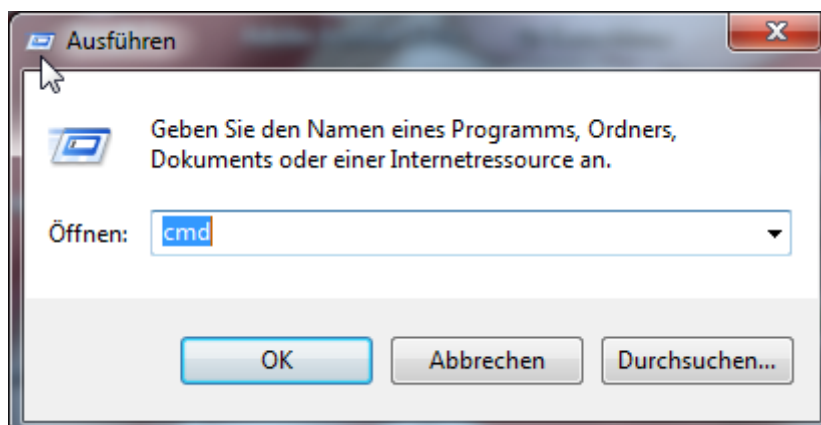 Ausführen
Geben Sie den Namen eines Programms, Ordners,
Dokuments oder einer Internetressource an.
Öffnen: cmd
OK Abbrechen Durchsuchen...